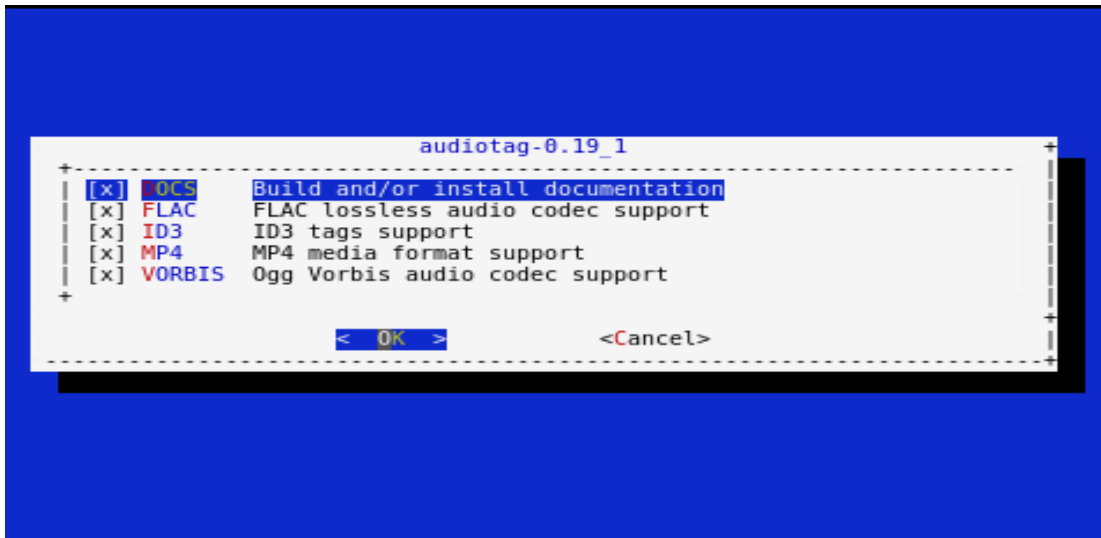 audiotag-0.19_1
[x] DOCS Build and/or install documentation
[x] FLAC FLAC lossless audio codec support
[x] ID3 ID3 tags support
[x] MP4 MP4 media format support
[x] VORBIS Ogg Vorbis audio codec support
< OK > <Cancel>